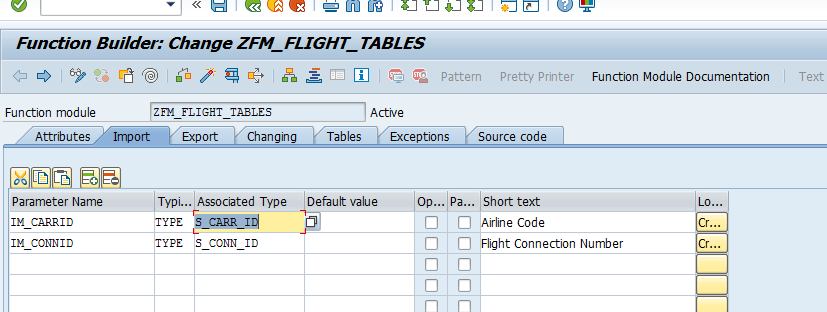 Function Builder: Change ZFM_FLIGHT_TABLES
Pattern Pretty Printer Function Module Documentation Text
Function module ZFM_FLIGHT_TABLES Active
Attributes Import Export Changing Tables Exceptions Source code
Parameter Name Typi... Associated Type Default value Op... Pa... Short text Lo...
IM_CARRID TYPE S_CARR_ID Airline Code Cr...
IM_CONNID TYPE S_CONN_ID Flight Connection Number Cr...